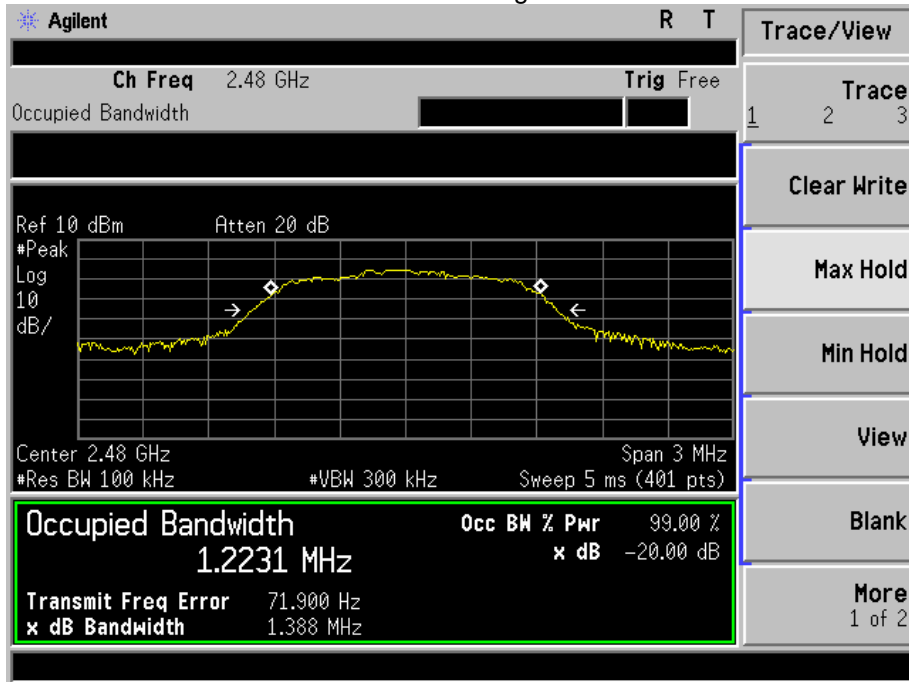 Agilent R T
Trace/View
Ch Freq 2.48 GHz Trig Free
Occupied Bandwidth
Trace
1 2 3
Clear Write
Ref 10 dBm Atten 20 dB
#Peak
Log
10
dB/
Max Hold
Min Hold
View
Center 2.48 GHz Span 3 MHz
#Res BW 100 kHz #VBW 300 kHz Sweep 5 ms (401 pts)
Occupied Bandwidth Occ BW % Pwr 99.00 %
1.2231 MHz x dB -20.00 dB
Blank
Transmit Freq Error 71.900 Hz
x dB Bandwidth 1.388 MHz
More
1 of 2